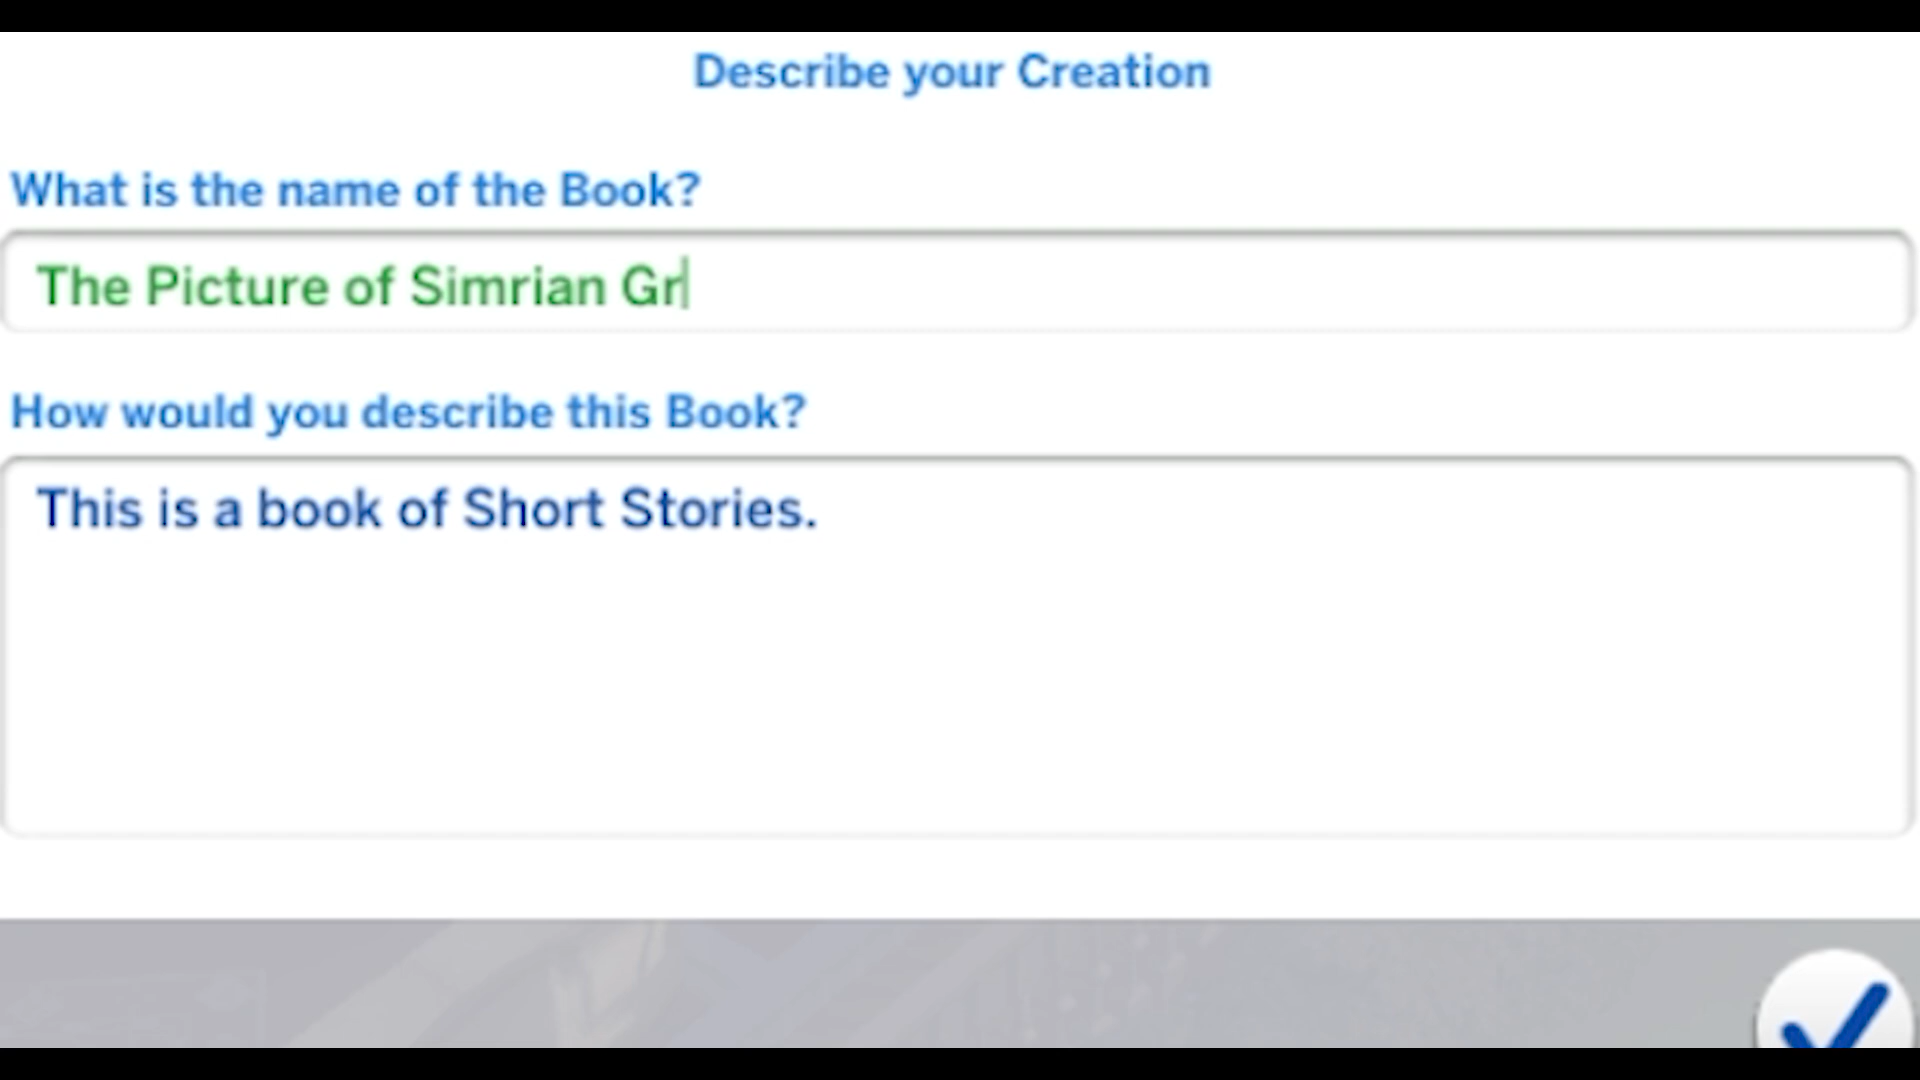 Describe your Creation
What is the name of the Book?
The Picture of Simrian Gr
How would you describe this Book?
This is a book of Short Stories.